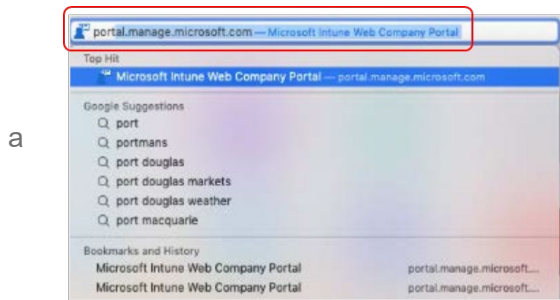 portal.manage.microsoft.com — Microsoft Intune Web Company Portal
Top Hit
Microsoft Intune Web Company Portal — portal.manage.microsoft.com
Google Suggestions
port
a
portmans
port douglas
port douglas markets
port douglas weather
port macquarie
Bookmarks and History
Microsoft Intune Web Company Portal portal.manage.microsoft....
Microsoft Intune Web Company Portal portal.manage.microsoft....